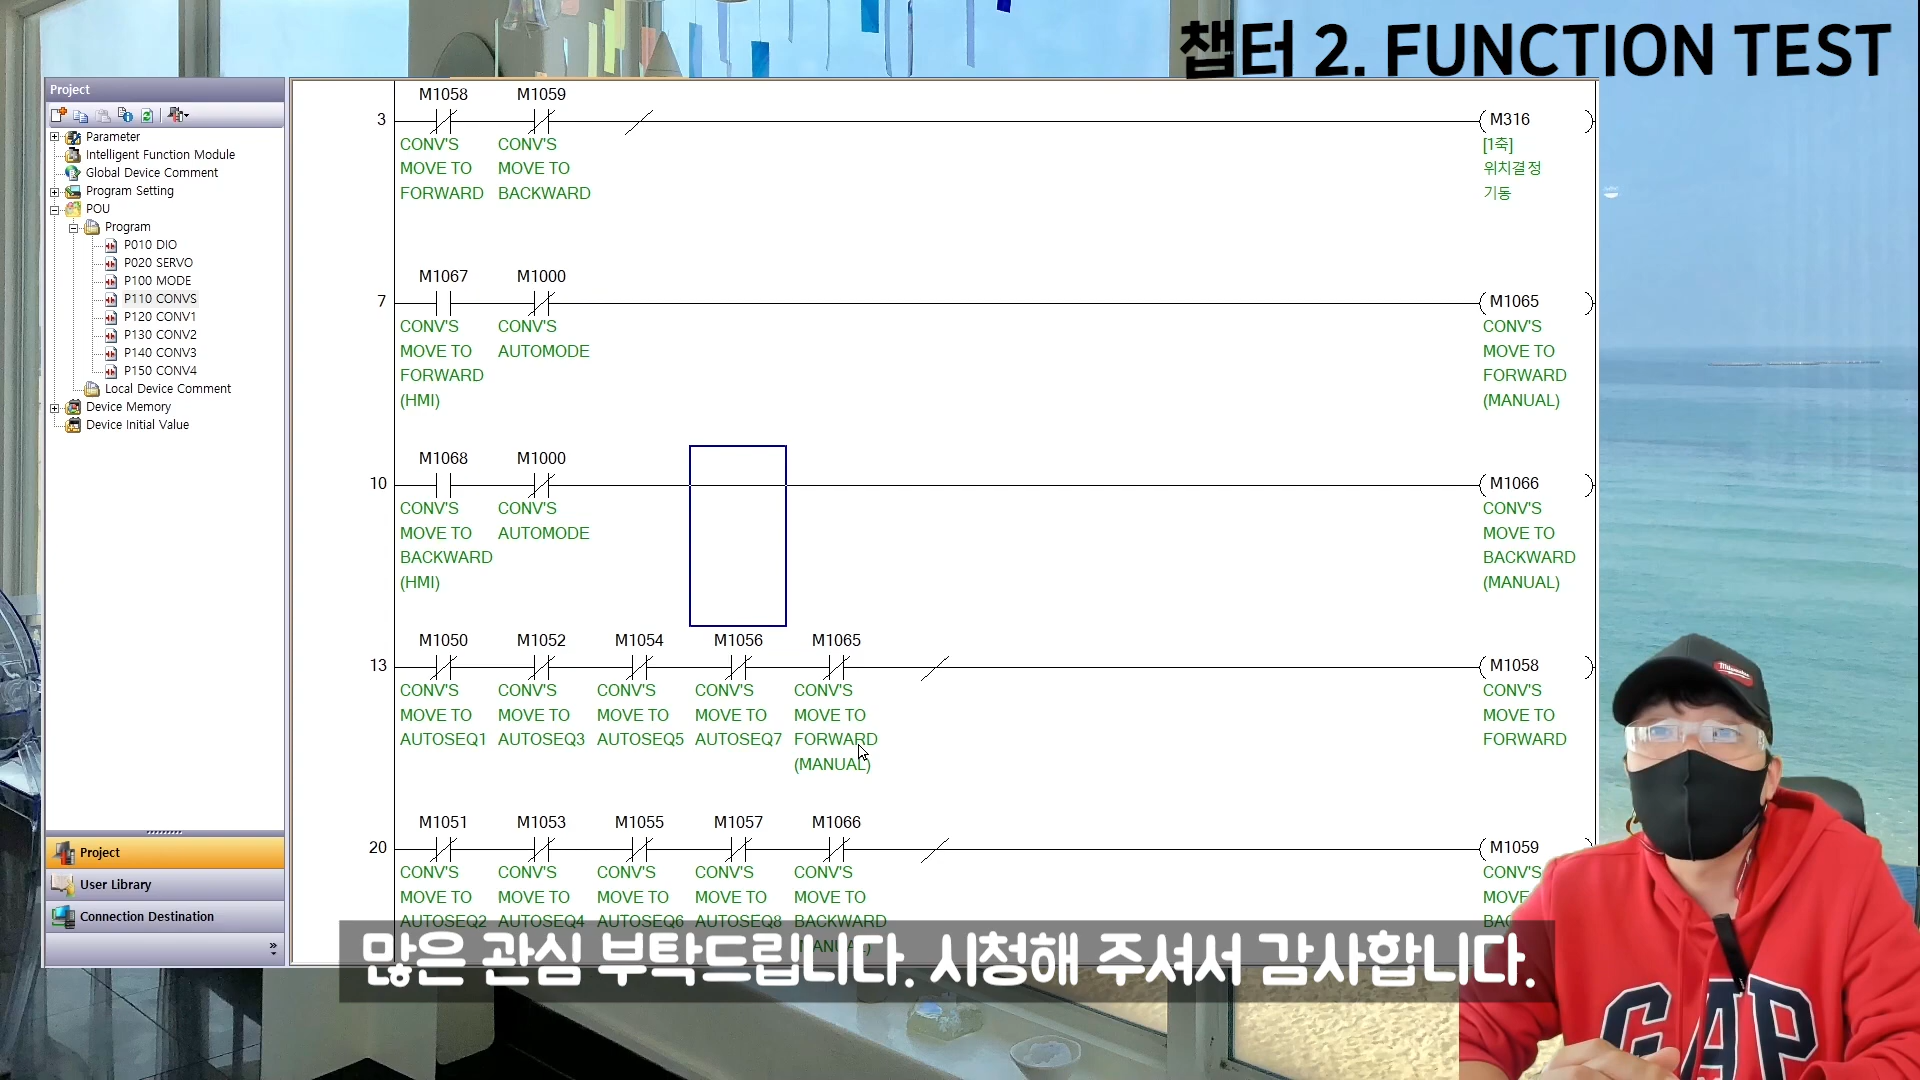 챕터 2. FUNCTION TEST
Project
Parameter
Intelligent Function Module
Global Device Comment
Program Setting
POU
Program
P010 DIO
P020 SERVO
P100 MODE
P110 CONVS
P120 CONV1
P130 CONV2
P140 CONV3
P150 CONV4
Local Device Comment
Device Memory
Device Initial Value
Project
User Library
Connection Destination
M1058 M1059
3 M316
CONV'S CONV'S [1축]
MOVE TO MOVE TO 위치결정
FORWARD BACKWARD 기동
M1067 M1000
7 M1065
CONV'S CONV'S CONV'S
MOVE TO AUTOMODE MOVE TO
FORWARD FORWARD
(HMI) (MANUAL)
M1068 M1000
10 M1066
CONV'S CONV'S CONV'S
MOVE TO AUTOMODE MOVE TO
BACKWARD BACKWARD
(HMI) (MANUAL)
M1050 M1052 M1054 M1056 M1065
13 M1058
CONV'S CONV'S CONV'S CONV'S CONV'S CONV'S
MOVE TO MOVE TO MOVE TO MOVE TO MOVE TO MOVE TO
AUTOSEQ1 AUTOSEQ3 AUTOSEQ5 AUTOSEQ7 FORWARD FORWARD
(MANUAL)
M1051 M1053 M1055 M1057 M1066
20 M1059
CONV'S CONV'S CONV'S CONV'S CONV'S CONV'S
MOVE TO MOVE TO MOVE TO MOVE TO MOVE TO MOVE
AUTOSEQ2 AUTOSEQ4 AUTOSEQ6 AUTOSEQ8 BACKWARD
많은 관심 부탁드립니다. 시청해 주셔서 감사합니다.
Milwaukee
GAP